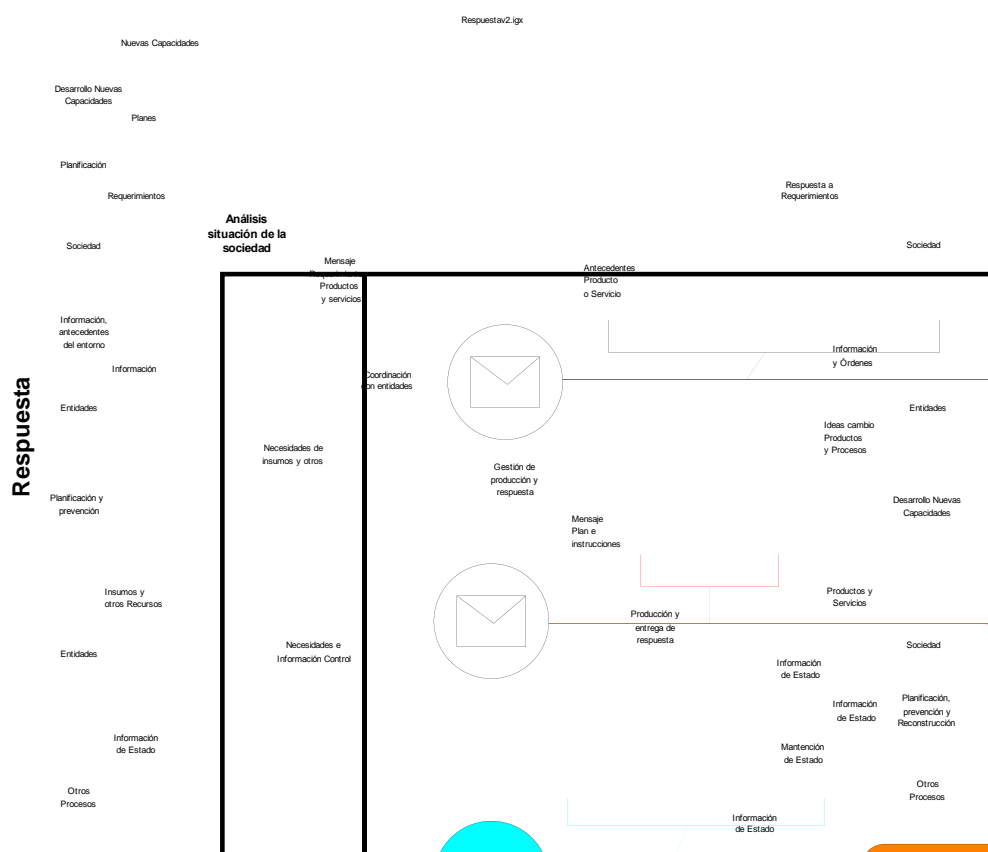 Respuestav2.igx
Nuevas Capacidades
Desarrollo Nuevas
Capacidades
Planes
Planificación
Requerimientos
Respuesta a
Requerimientos
Análisis
situación de la
sociedad
Sociedad
Sociedad
Mensaje
Requerimiento
Productos
y servicios
Antecedentes
Producto
o Servicio
Información,
antecedentes
del entorno
Información
Información
y Órdenes
Coordinación
con entidades
Respuesta
Entidades
Entidades
Ideas cambio
Productos
y Procesos
Necesidades de
insumos y otros
Gestión de
producción y
respuesta
Planificación y
prevención
Desarrollo Nuevas
Capacidades
Mensaje
Plan e
instrucciones
Insumos y
otros Recursos
Productos y
Servicios
Producción y
entrega de
respuesta
Necesidades e
Información Control
Entidades
Sociedad
Información
de Estado
Información
de Estado
Planificación,
prevención y
Reconstrucción
Información
de Estado
Mantención
de Estado
Otros
Procesos
Otros
Procesos
Información
de Estado